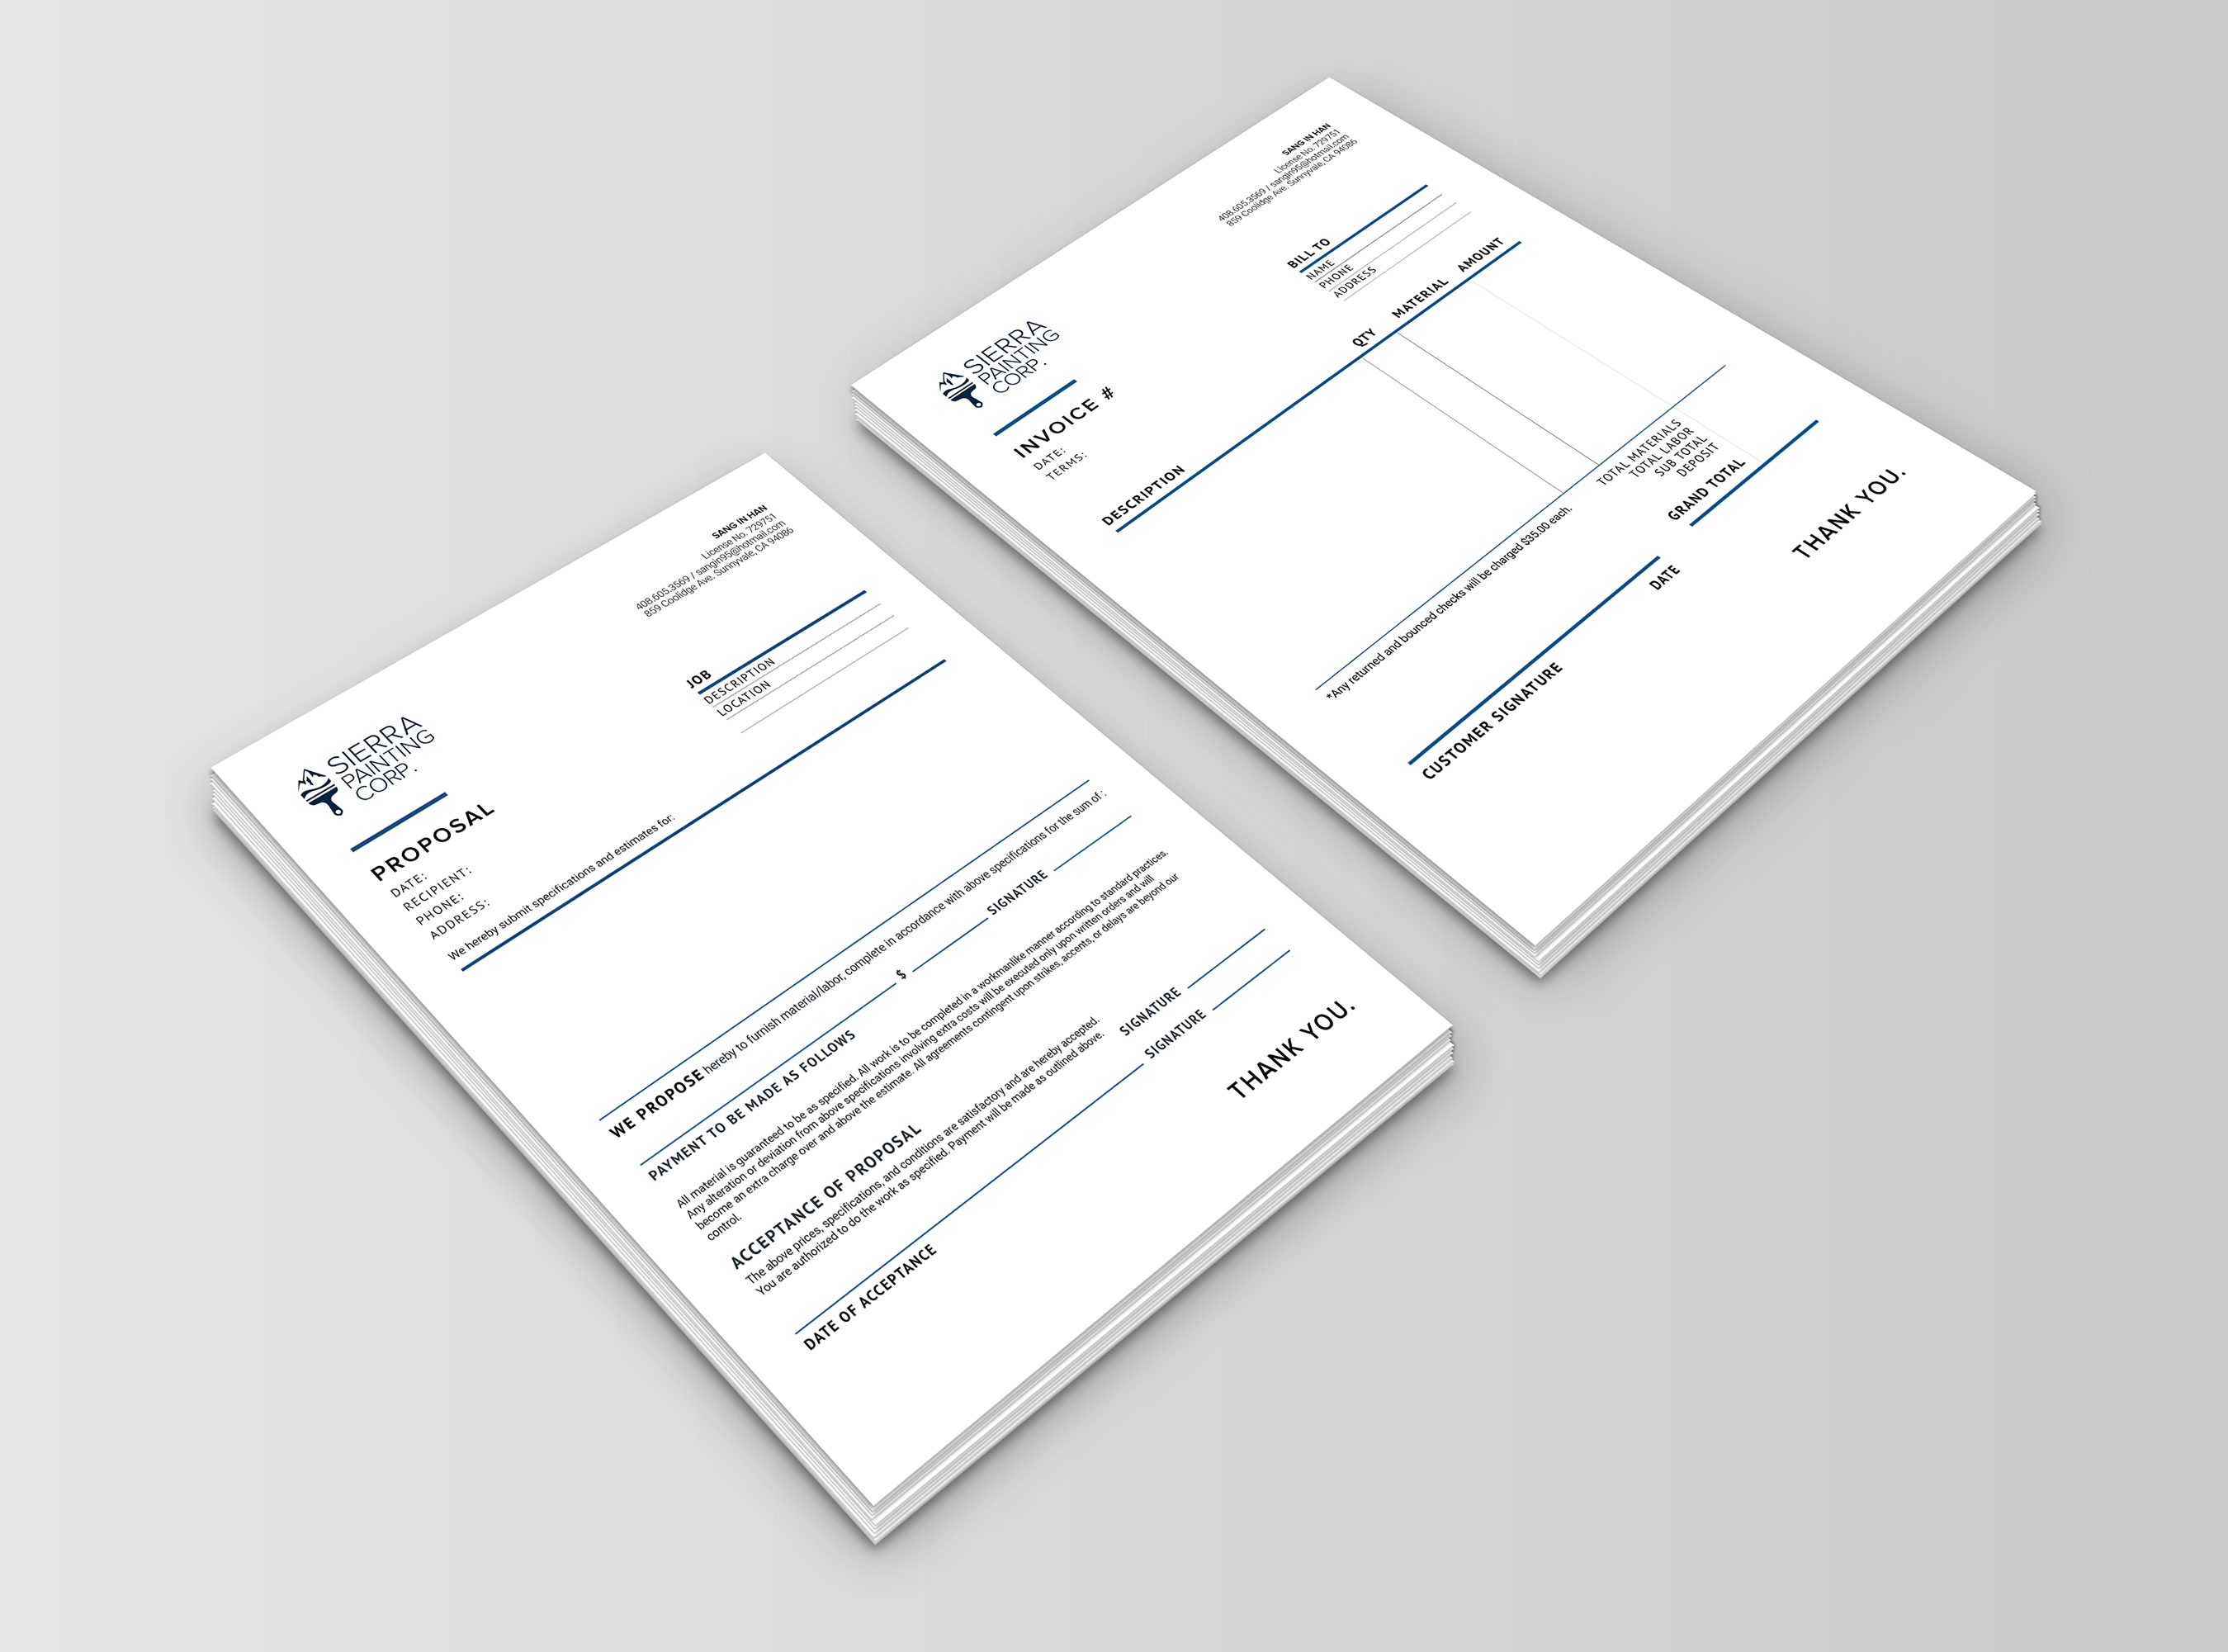 SIERRA
PAINTING
CORP.
SANG IN HAN
License No. 729751
408.605.3569 / sangin95@hotmail.com
859 Coolidge Ave. Sunnyvale, CA 94086
PROPOSAL
DATE:
RECIPIENT:
PHONE:
ADDRESS:
JOB
DESCRIPTION
LOCATION
We hereby submit specifications and estimates for:
WE PROPOSE hereby to furnish material/labor, complete in accordance with above specifications for the sum of :
PAYMENT TO BE MADE AS FOLLOWS $ SIGNATURE
All material is guaranteed to be as specified. All work is to be completed in a workmanlike manner according to standard practices.
Any alteration or deviation from above specifications involving extra costs will be executed only upon written orders and will
become an extra charge over and above the estimate. All agreements contingent upon strikes, accents, or delays are beyond our
control.
ACCEPTANCE OF PROPOSAL
The above prices, specifications, and conditions are satisfactory and are hereby accepted.
You are authorized to do the work as specified. Payment will be made as outlined above.
SIGNATURE
SIGNATURE
DATE OF ACCEPTANCE
THANK YOU.
SIERRA
PAINTING
CORP.
SANG IN HAN
License No. 729751
408.605.3569 / sangin95@hotmail.com
859 Coolidge Ave. Sunnyvale, CA 94086
INVOICE #
DATE:
TERMS:
BILL TO
NAME
PHONE
ADDRESS
DESCRIPTION QTY MATERIAL AMOUNT
*Any returned and bounced checks will be charged $35.00 each.
TOTAL MATERIALS
TOTAL LABOR
SUB TOTAL
DEPOSIT
GRAND TOTAL
CUSTOMER SIGNATURE DATE
THANK YOU.